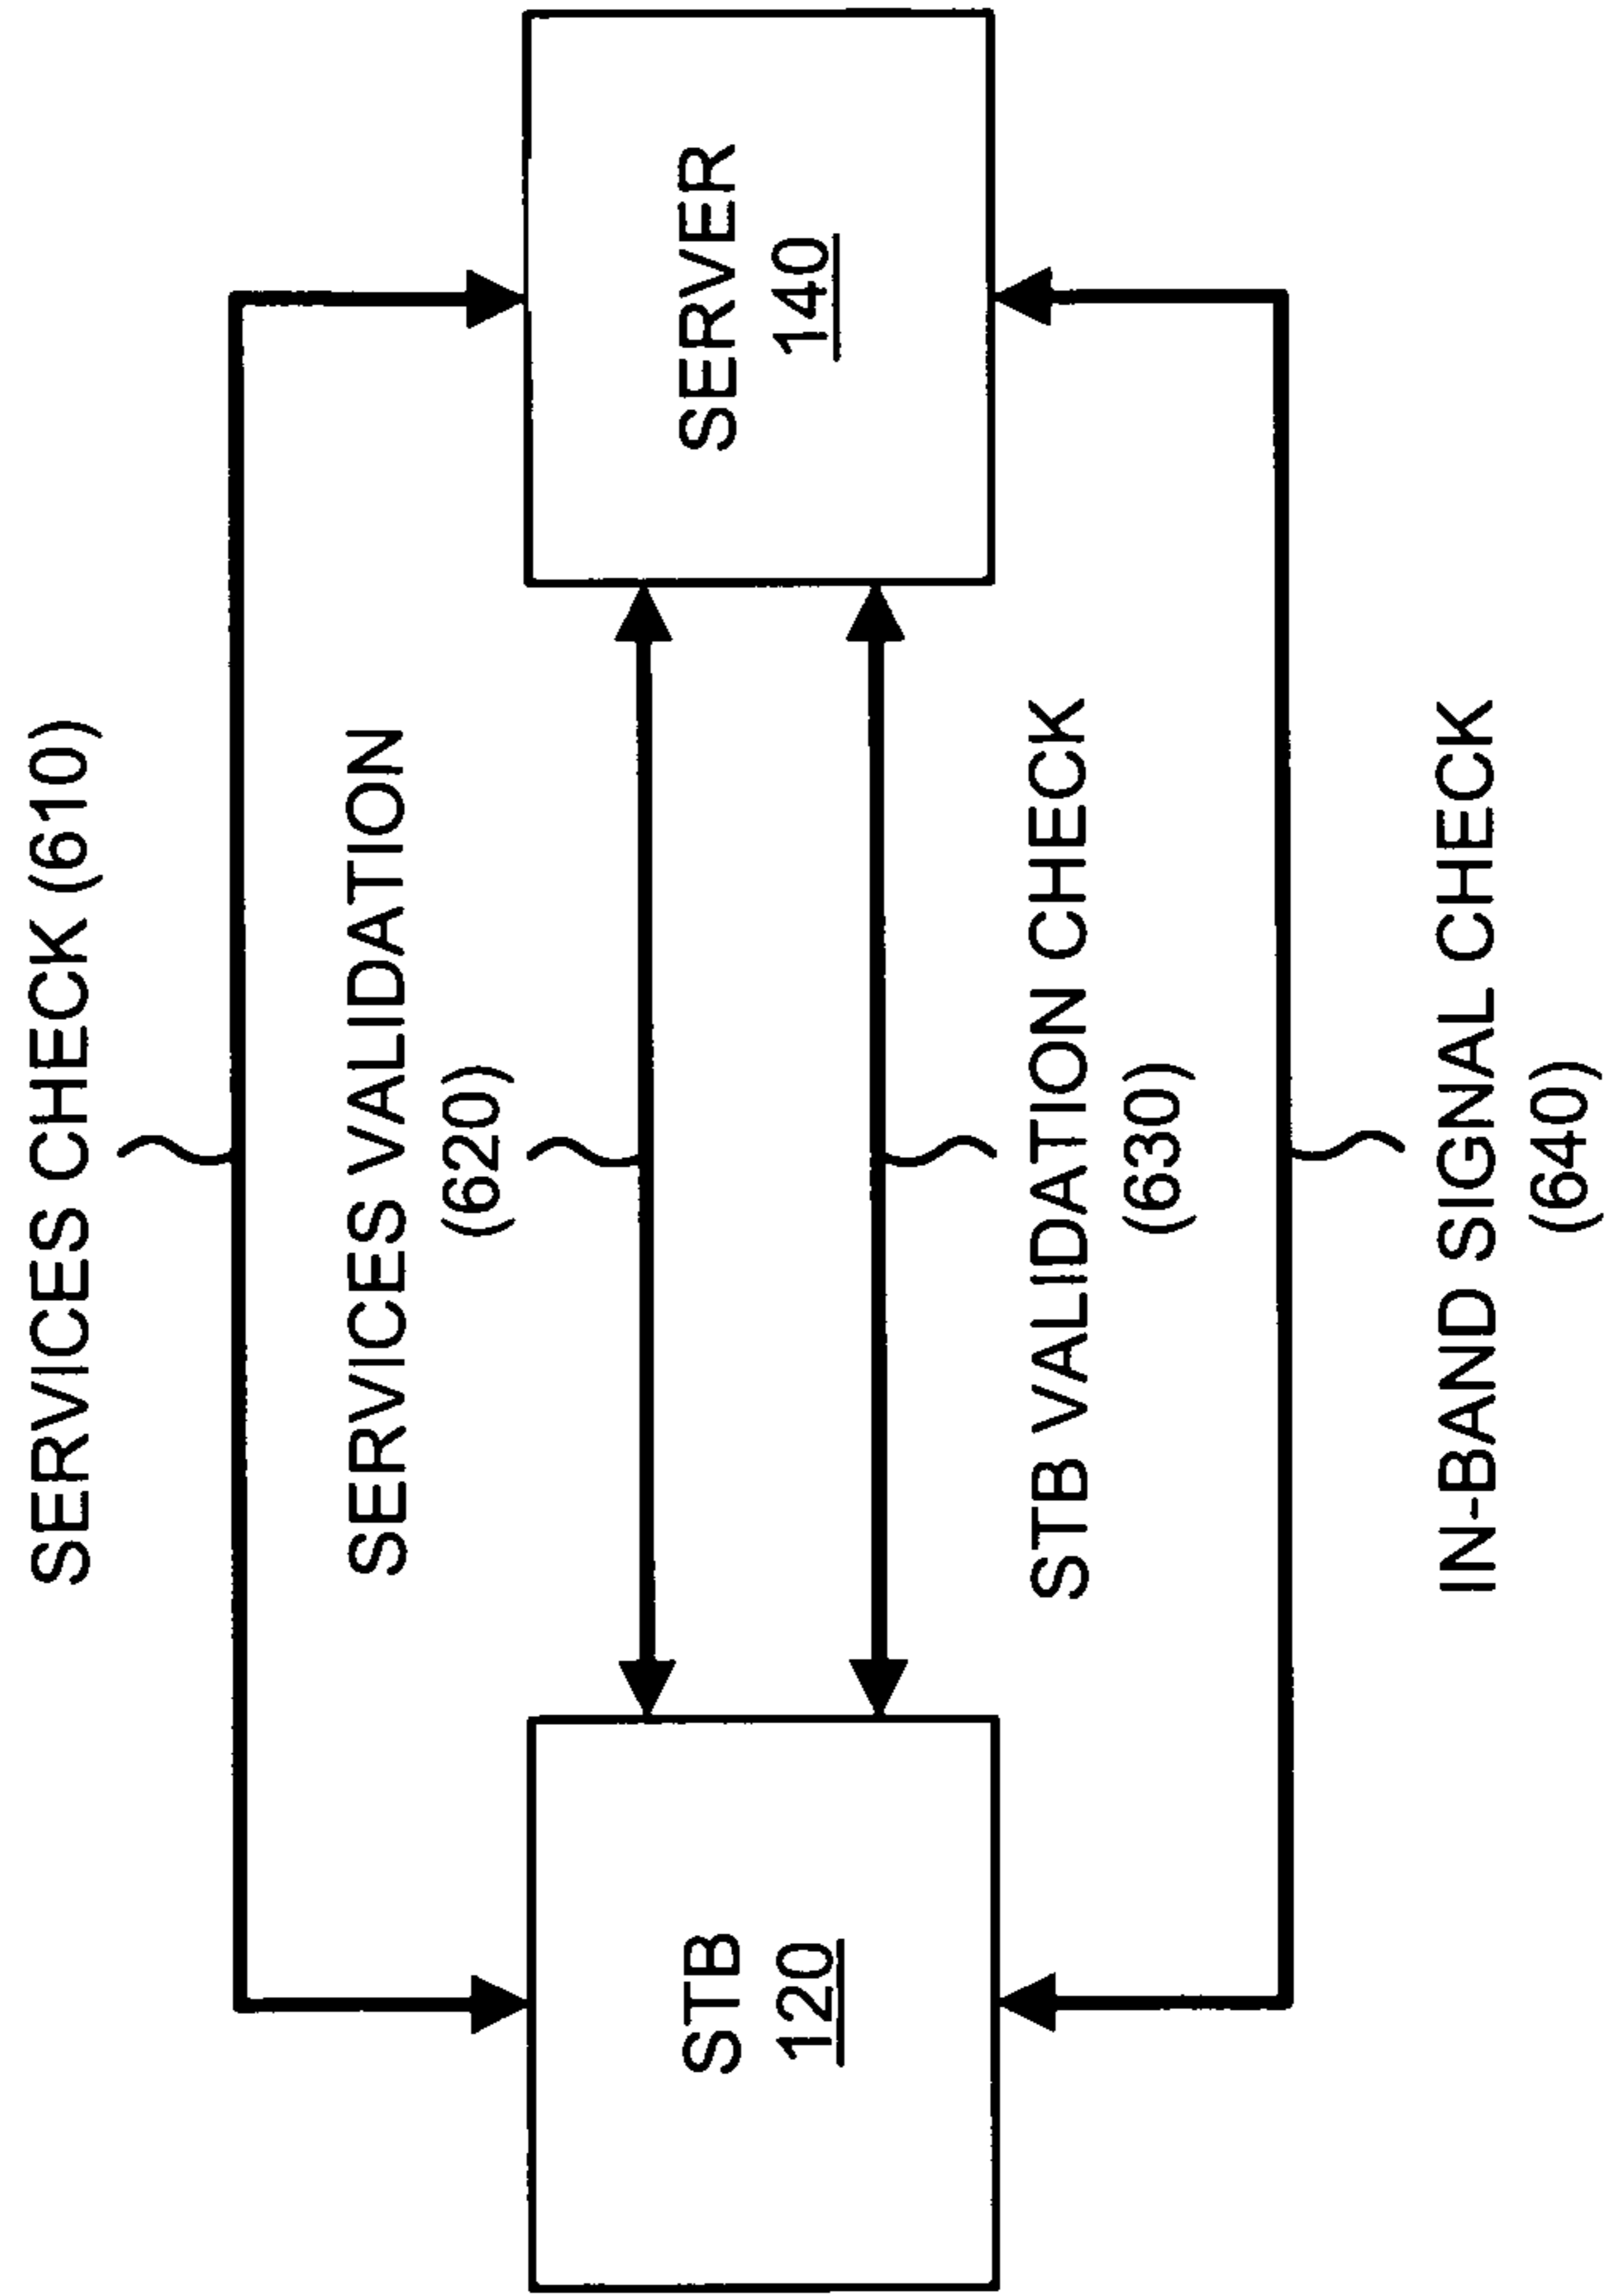 SERVICES CHECK (610)
SERVICES VALIDATION
(620)
STB
120
SERVER
140
STB VALIDATION CHECK
(630)
IN-BAND SIGNAL CHECK
(640)